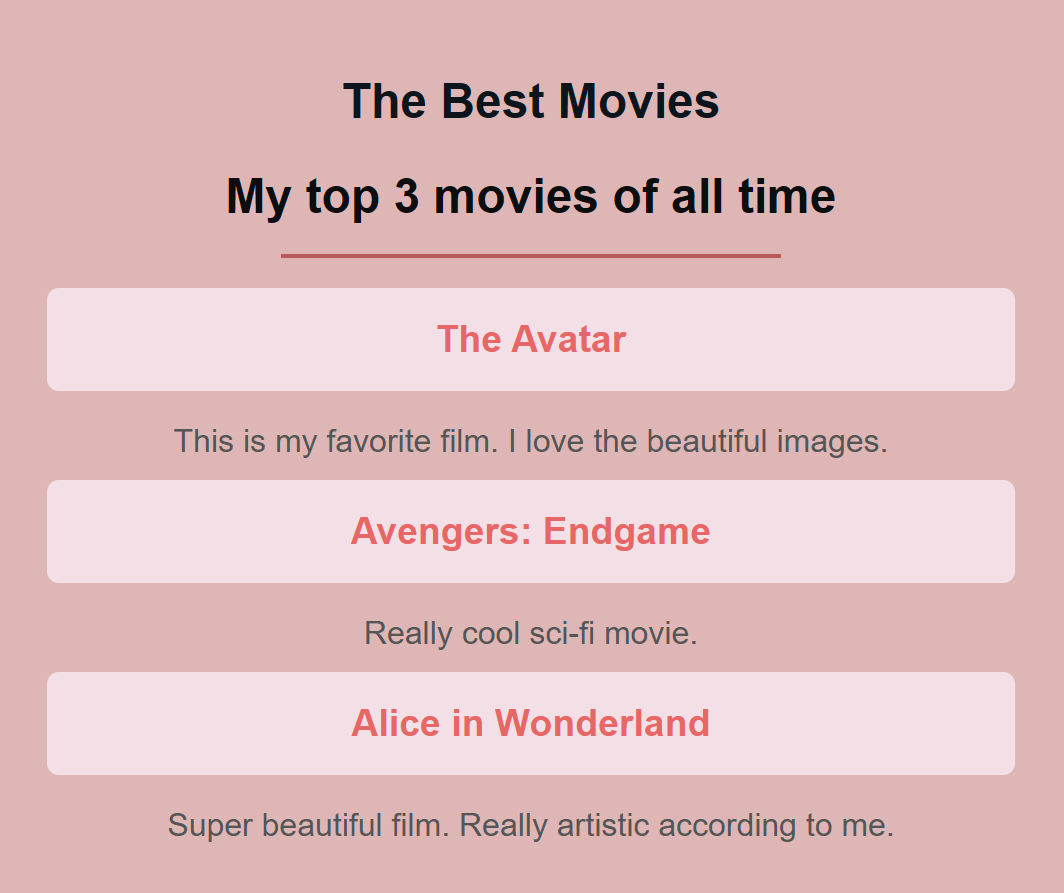 The Best Movies
My top 3 movies of all time
The Avatar
This is my favorite film. I love the beautiful images.
Avengers: Endgame
Really cool sci-fi movie.
Alice in Wonderland
Super beautiful film. Really artistic according to me.